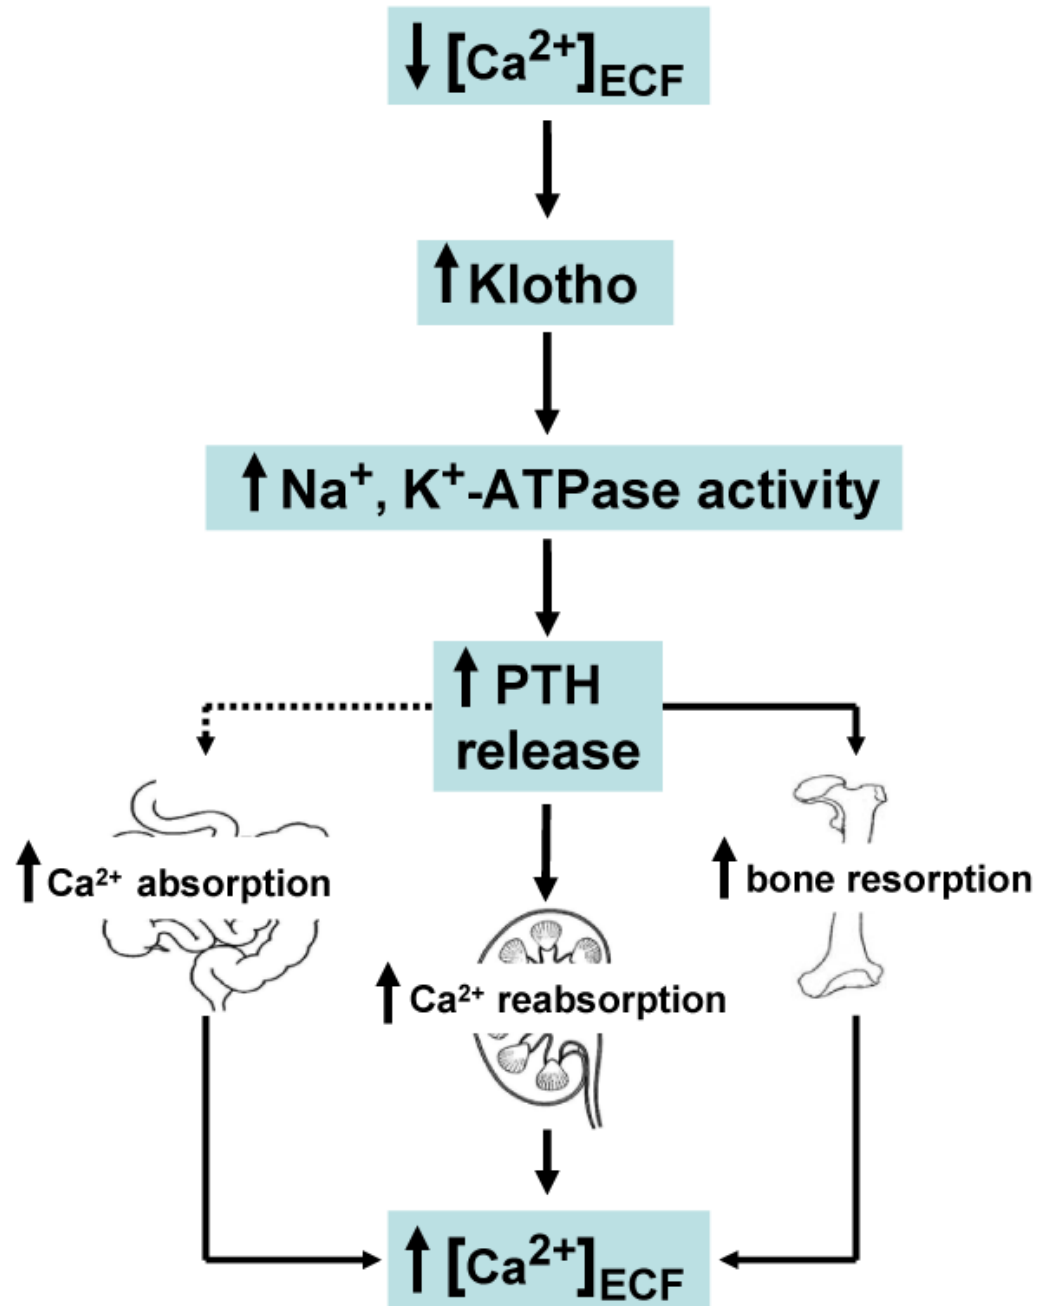 ↓ [Ca²⁺]ECF
↑ Klotho
↑ Na⁺, K⁺-ATPase activity
↑ PTH
release
↑ Ca²⁺ absorption
↑ bone resorption
↑ Ca²⁺ reabsorption
↑ [Ca²⁺]ECF